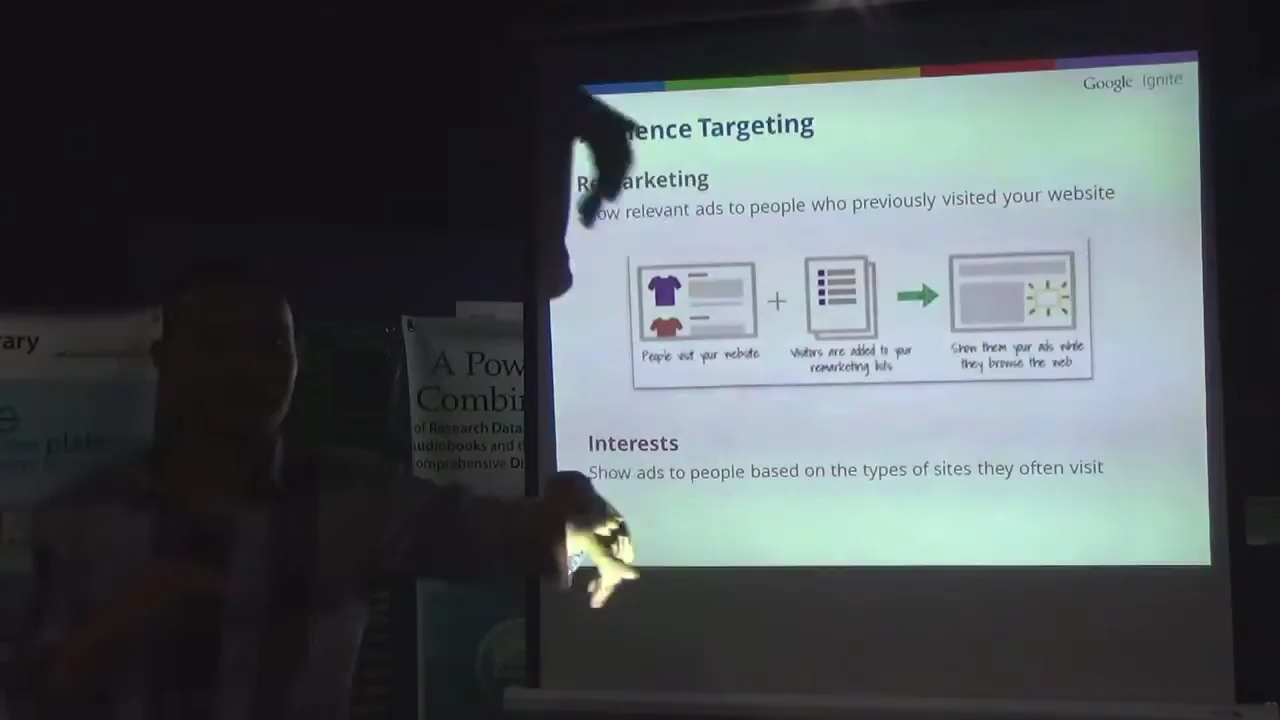 Google Ignite
ence Targeting
Remarketing
ow relevant ads to people who previously visited your website
People visit your website
Visitors are added to your
remarketing lists
Show them your ads while
they browse the web
Interests
Show ads to people based on the types of sites they often visit
rary
A Pow
Combi
of Research Data
udiobooks and
omprehensive Di